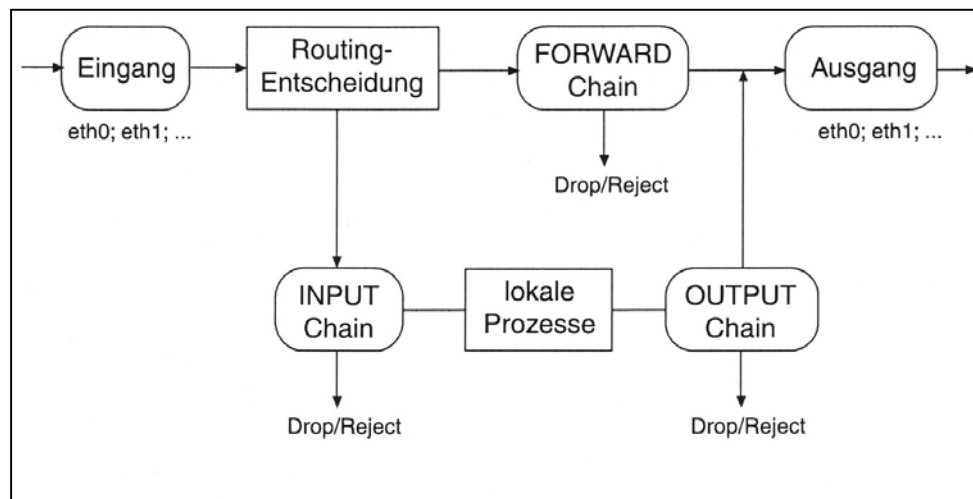 Eingang
eth0; eth1; ...
Routing-
Entscheidung
FORWARD
Chain
Drop/Reject
Ausgang
eth0; eth1; ...
INPUT
Chain
Drop/Reject
lokale
Prozesse
OUTPUT
Chain
Drop/Reject